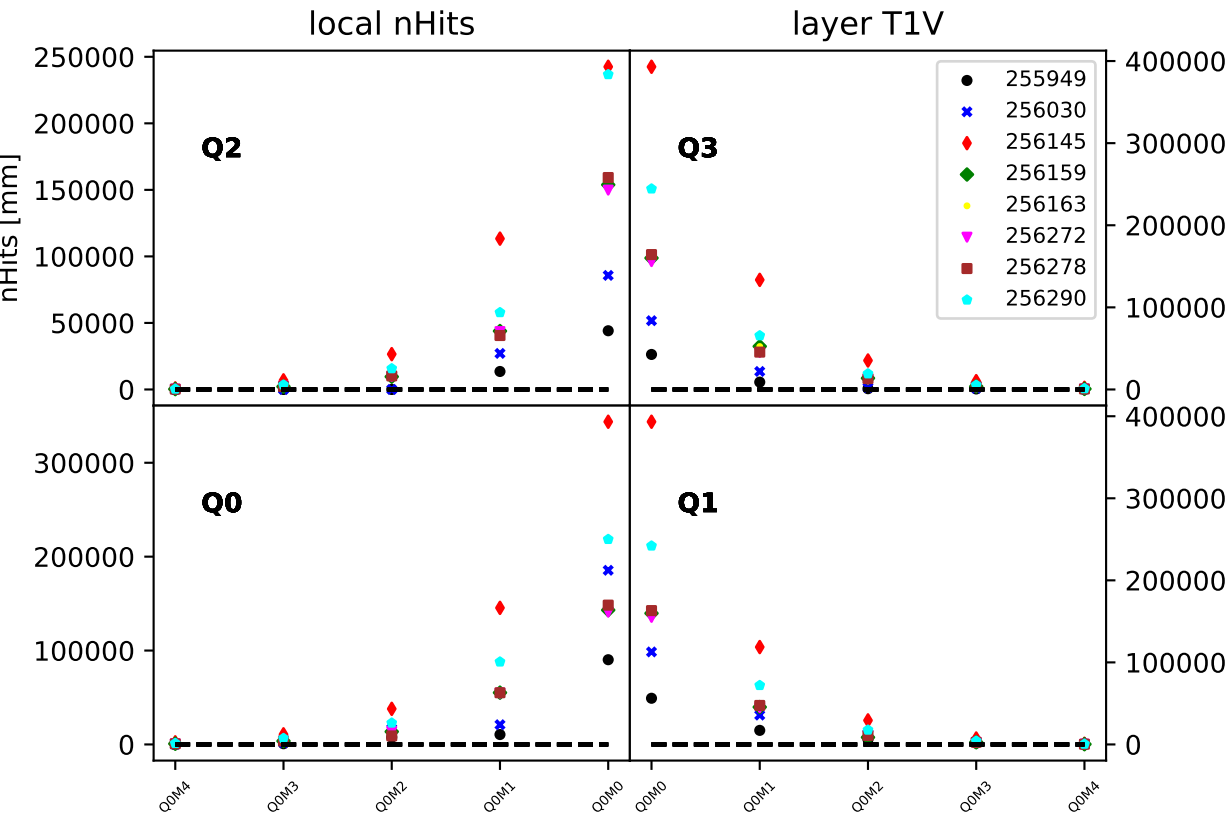 local nHits
layer T1V
nHits [mm]
250000
200000
150000
100000
50000
0
Q2
Q3
255949
256030
256145
256159
256163
256272
256278
256290
400000
300000
200000
100000
0
300000
200000
100000
0
Q0
Q1
400000
300000
200000
100000
0
Q0M4
Q0M3
Q0M2
Q0M1
Q0M0
Q0M0
Q0M1
Q0M2
Q0M3
Q0M4